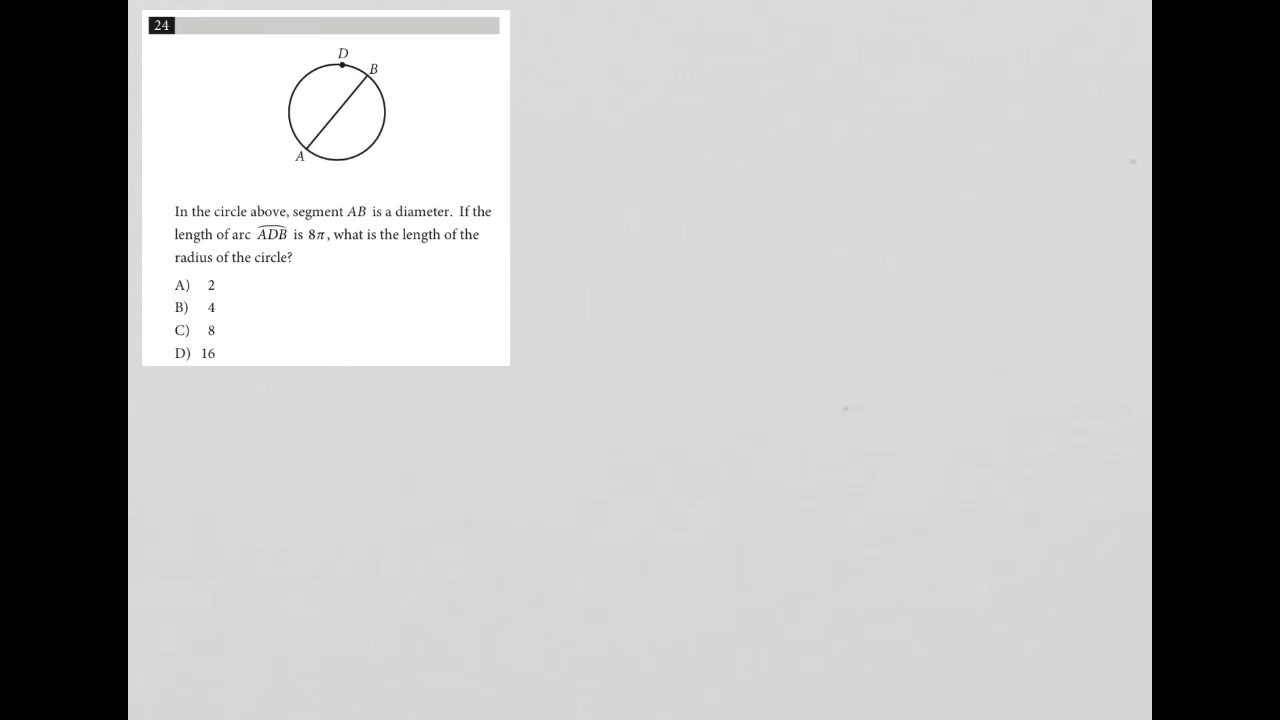 24
D
B
A
In the circle above, segment AB is a diameter. If the
length of arc ADB is 8π, what is the length of the
radius of the circle?
A) 2
B) 4
C) 8
D) 16